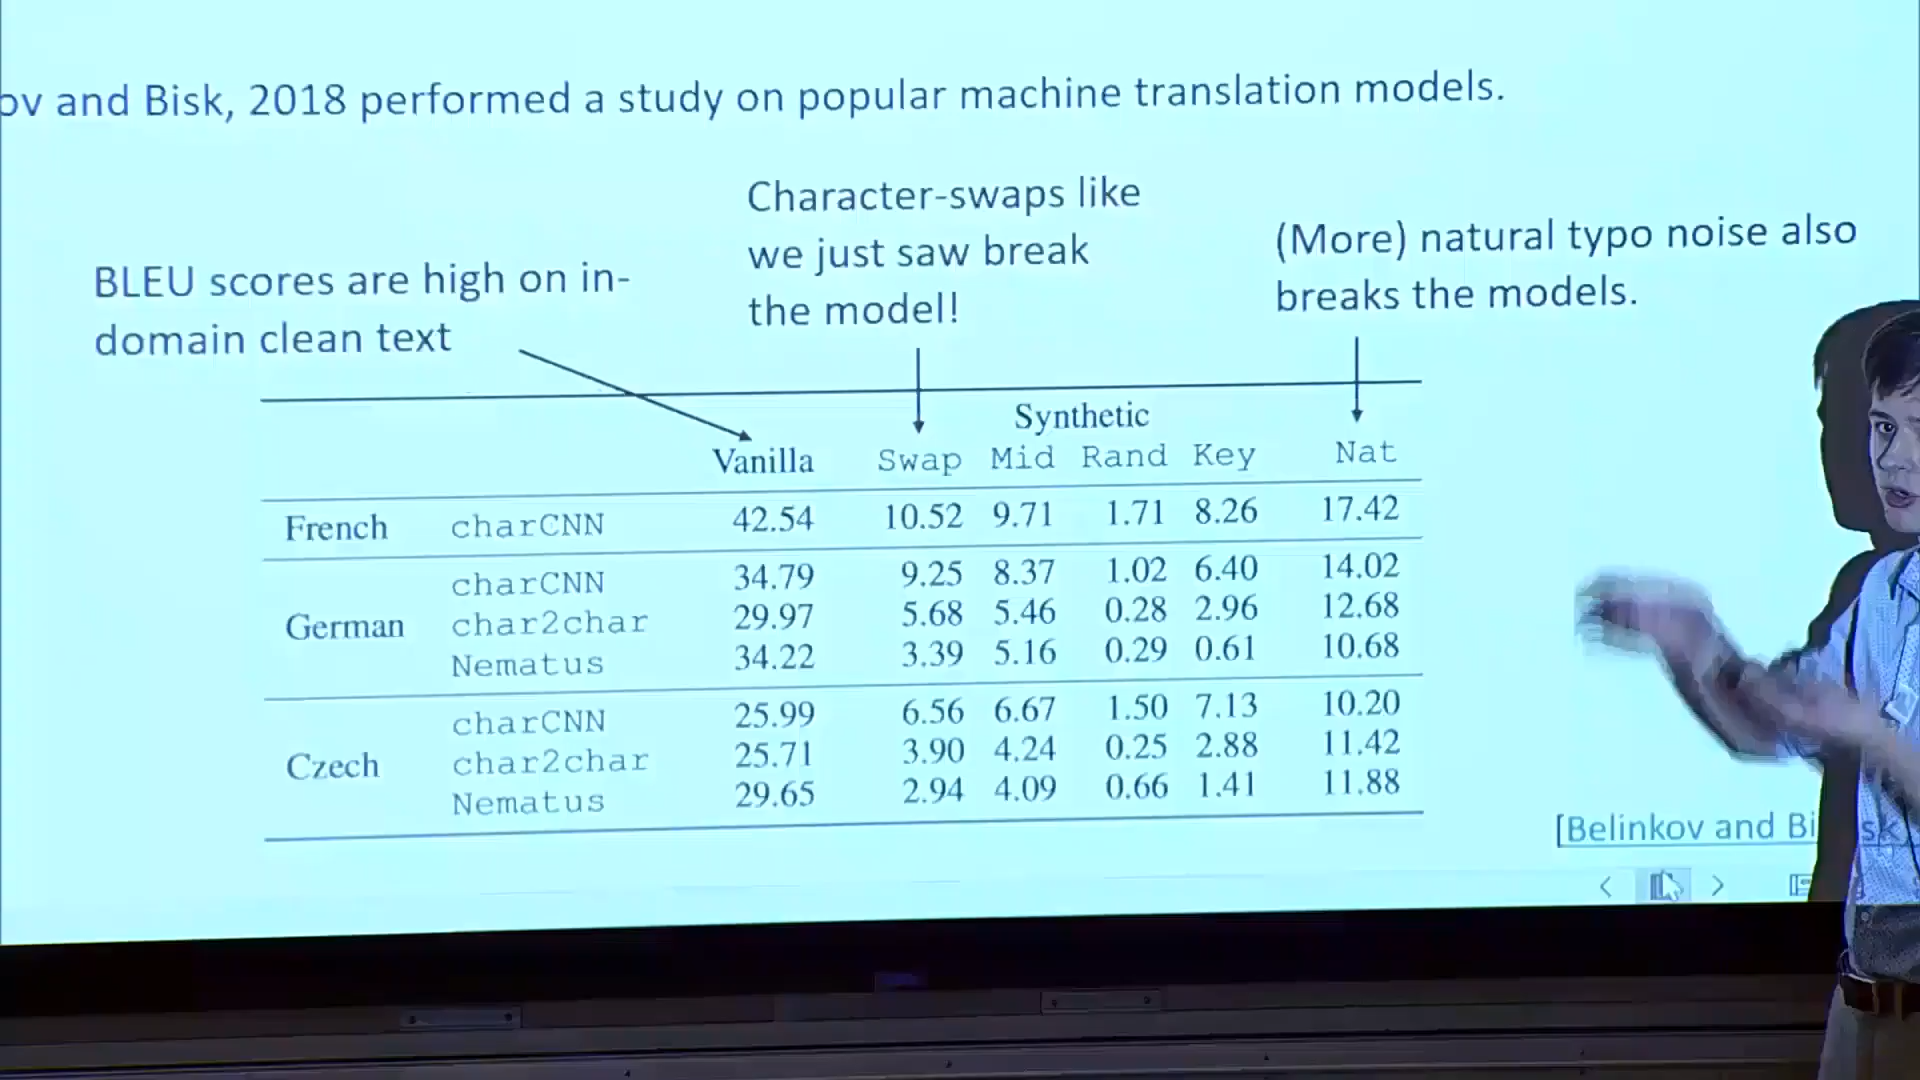 and Bisk, 2018 performed a study on popular machine translation models.
Character-swaps like
we just saw break
the model!
(More) natural typo noise also
breaks the models.
BLEU scores are high on in-
domain clean text
Synthetic
Vanilla Swap Mid Rand Key Nat
French charCNN 42.54 10.52 9.71 1.71 8.26 17.42
charCNN 34.79 9.25 8.37 1.02 6.40 14.02
German char2char 29.97 5.68 5.46 0.28 2.96 12.68
Nematus 34.22 3.39 5.16 0.29 0.61 10.68
charCNN 25.99 6.56 6.67 1.50 7.13 10.20
Czech char2char 25.71 3.90 4.24 0.25 2.88 11.42
Nematus 29.65 2.94 4.09 0.66 1.41 11.88
[Belinkov and